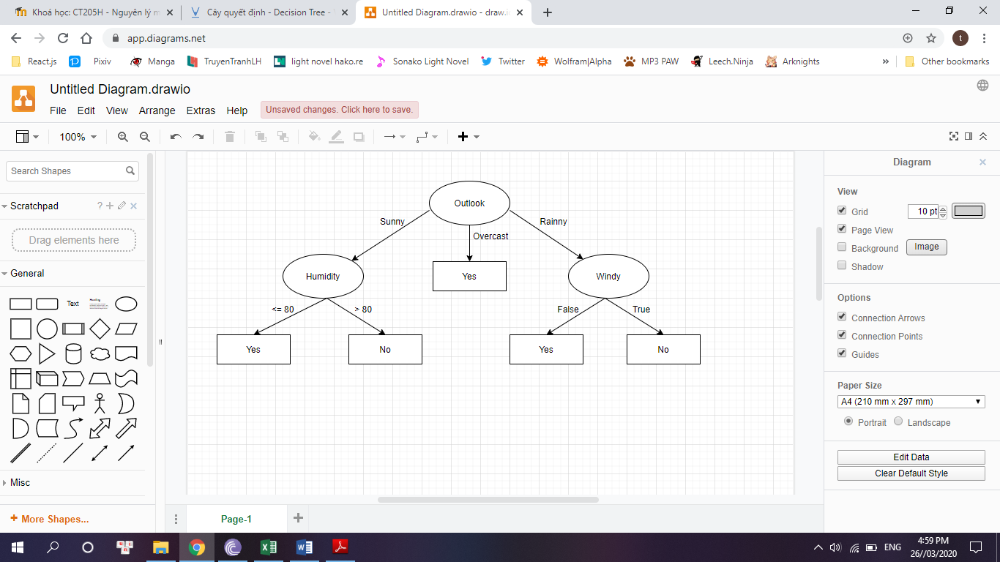 Khoá học: CT205H - Nguyên lý m
Cây quyết định - Decision Tree -
Untitled Diagram.drawio - draw.i
app.diagrams.net
t
React.js
Pixiv
Manga
TruyenTranhLH
light novel hako.re
Sonako Light Novel
Twitter
Wolfram|Alpha
MP3 PAW
Leech.Ninja
Arknights
»
Other bookmarks
Untitled Diagram.drawio
File Edit View Arrange Extras Help
Unsaved changes. Click here to save.
100%
Search Shapes
Scratchpad
?
Drag elements here
General
Text
Heading
Misc
+ More Shapes...
Outlook
Sunny
Overcast
Rainny
Humidity
Yes
Windy
<= 80
> 80
False
True
Yes
No
Yes
No
Page-1
Diagram
View
Grid
10 pt
Page View
Background
Image
Shadow
Options
Connection Arrows
Connection Points
Guides
Paper Size
A4 (210 mm x 297 mm)
Portrait
Landscape
Edit Data
Clear Default Style
ENG
4:59 PM
26//03/2020